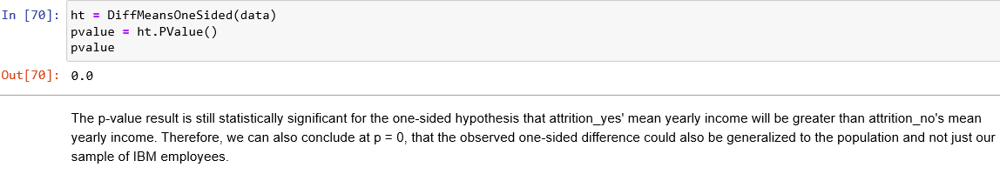 In [70]: ht = DiffMeansOneSided(data)
pvalue = ht.PValue()
pvalue
Out[70]: 0.0
The p-value result is still statistically significant for the one-sided hypothesis that attrition_yes' mean yearly income will be greater than attrition_no's mean
yearly income. Therefore, we can also conclude at p = 0, that the observed one-sided difference could also be generalized to the population and not just our
sample of IBM employees.